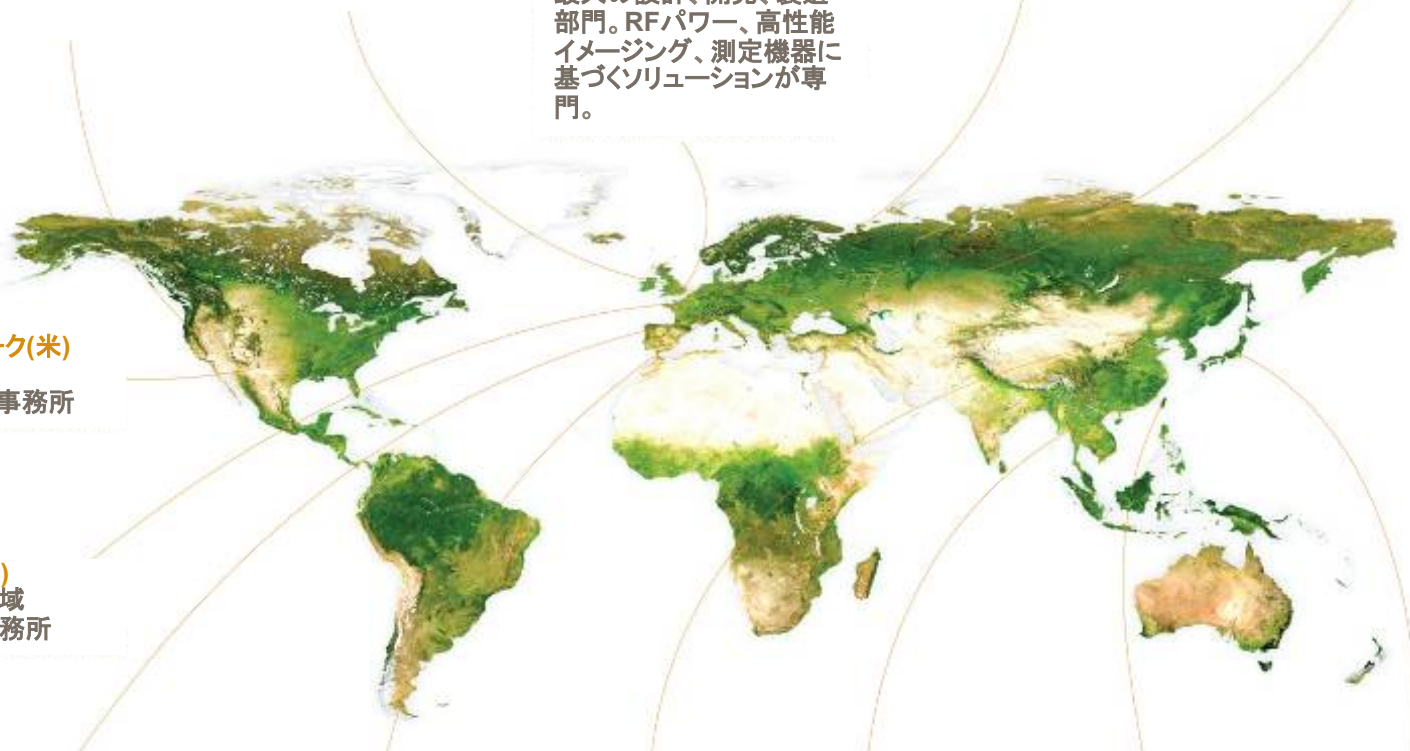 部門。RFパワー、高性能
イメージング、測定機器に
基づくソリューションが専
門。
ーク(米)
事務所
)
域
務所